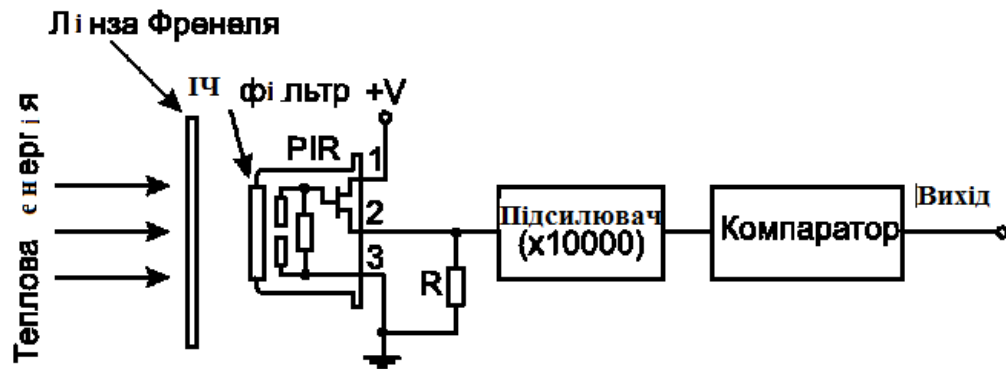 Лінза Френеля
ІЧ фільтр +V
Теплова енергія
PIR
1
2
3
R
Підсилювач
(x10000)
Компаратор
Вихід